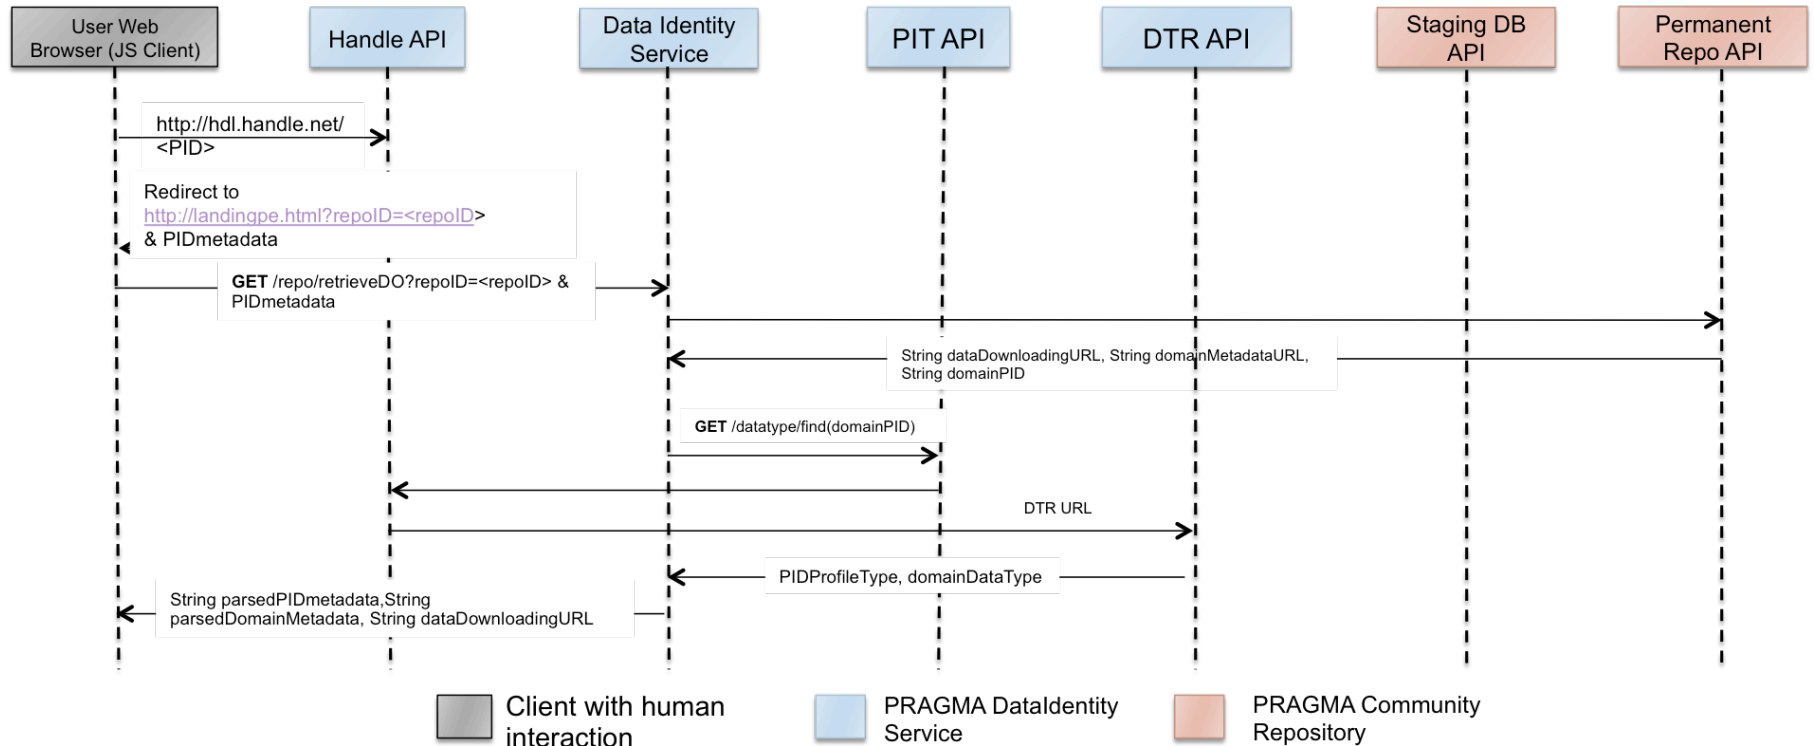 User Web
Browser (JS Client)
Handle API
Data Identity
Service
PIT API
DTR API
Staging DB
API
Permanent
Repo API
http://hdl.handle.net/
<PID>
Redirect to
http://landingpe.html?repoID=<repoID>
& PIDmetadata
GET /repo/retrieveDO?repoID=<repoID> &
PIDmetadata
String dataDownloadingURL, String domainMetadataURL,
String domainPID
GET /datatype/find(domainPID)
DTR URL
PIDProfileType, domainDataType
String parsedPIDmetadata,String
parsedDomainMetadata, String dataDownloadingURL
Client with human
interaction
PRAGMA DataIdentity
Service
PRAGMA Community
Repository